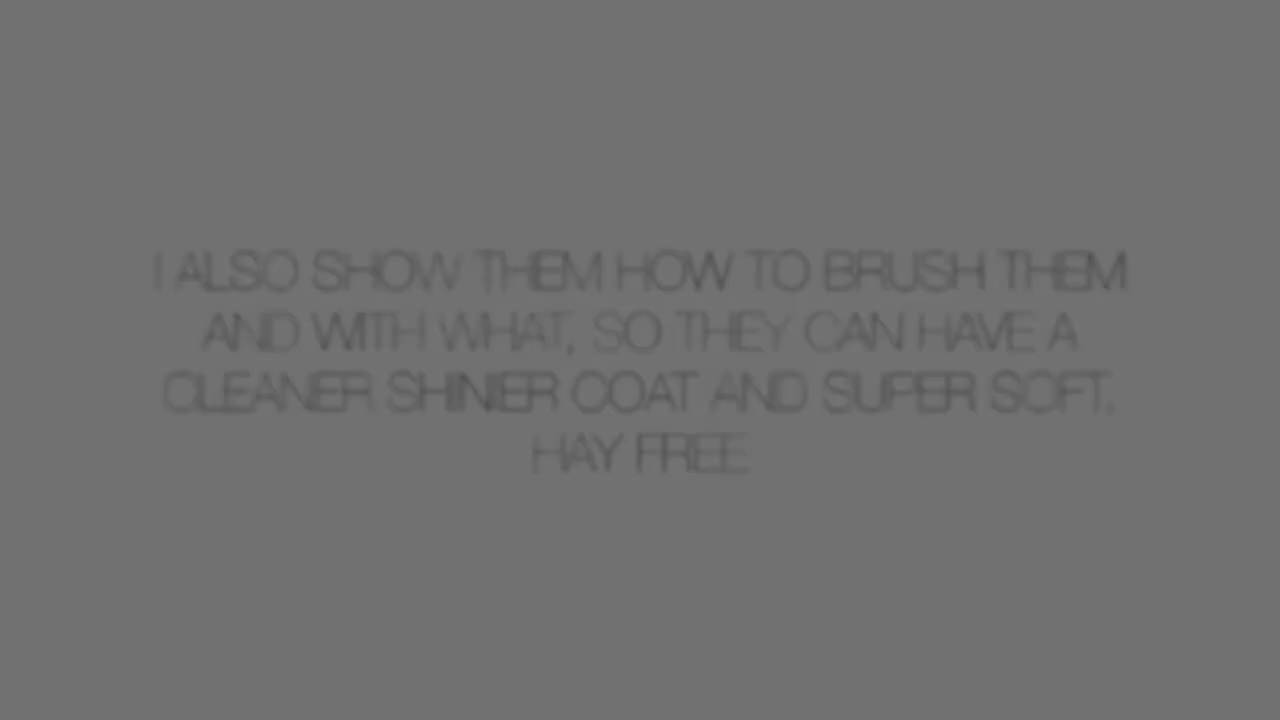 I ALSO SHOW THEM HOW TO BRUSH THEM
AND WITH WHAT, SO THEY CAN HAVE A
CLEANER SHINIER COAT AND SUPER SOFT,
HAY FREE